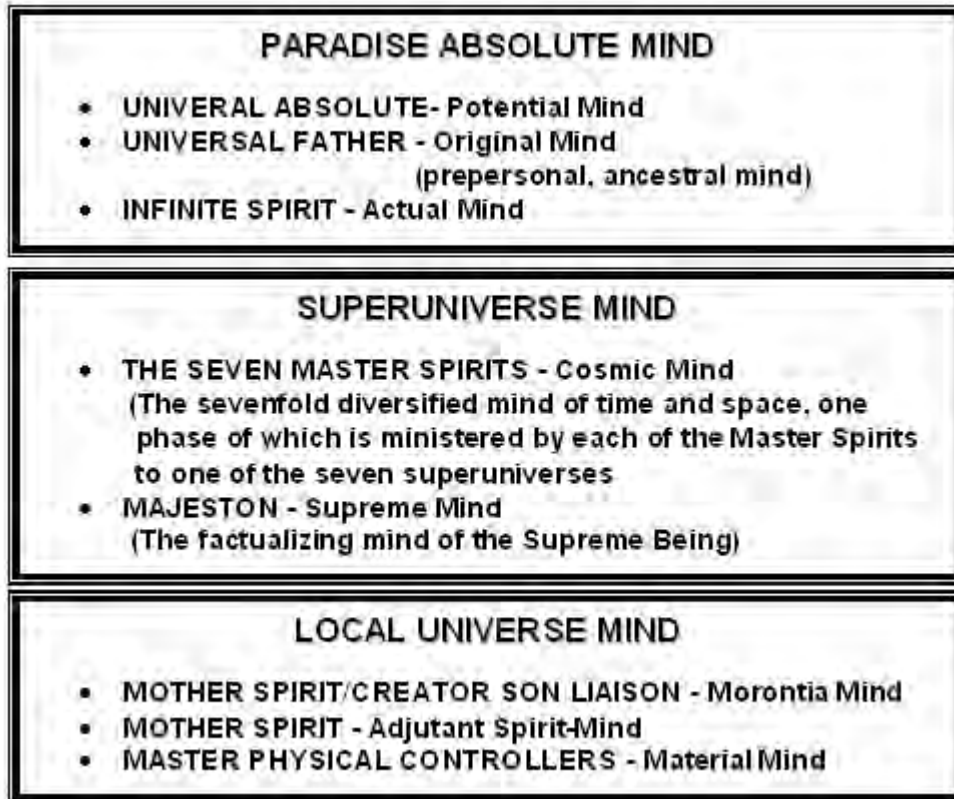 PARADISE ABSOLUTE MIND
• UNIVERAL ABSOLUTE- Potential Mind
• UNIVERSAL FATHER - Original Mind
(prepersonal, ancestral mind)
• INFINITE SPIRIT - Actual Mind
SUPERUNIVERSE MIND
• THE SEVEN MASTER SPIRITS - Cosmic Mind
(The sevenfold diversified mind of time and space, one
phase of which is ministered by each of the Master Spirits
to one of the seven superuniverses
• MAJESTON - Supreme Mind
(The factualizing mind of the Supreme Being)
LOCAL UNIVERSE MIND
• MOTHER SPIRIT/CREATOR SON LIAISON - Morontia Mind
• MOTHER SPIRIT - Adjutant Spirit-Mind
• MASTER PHYSICAL CONTROLLERS - Material Mind